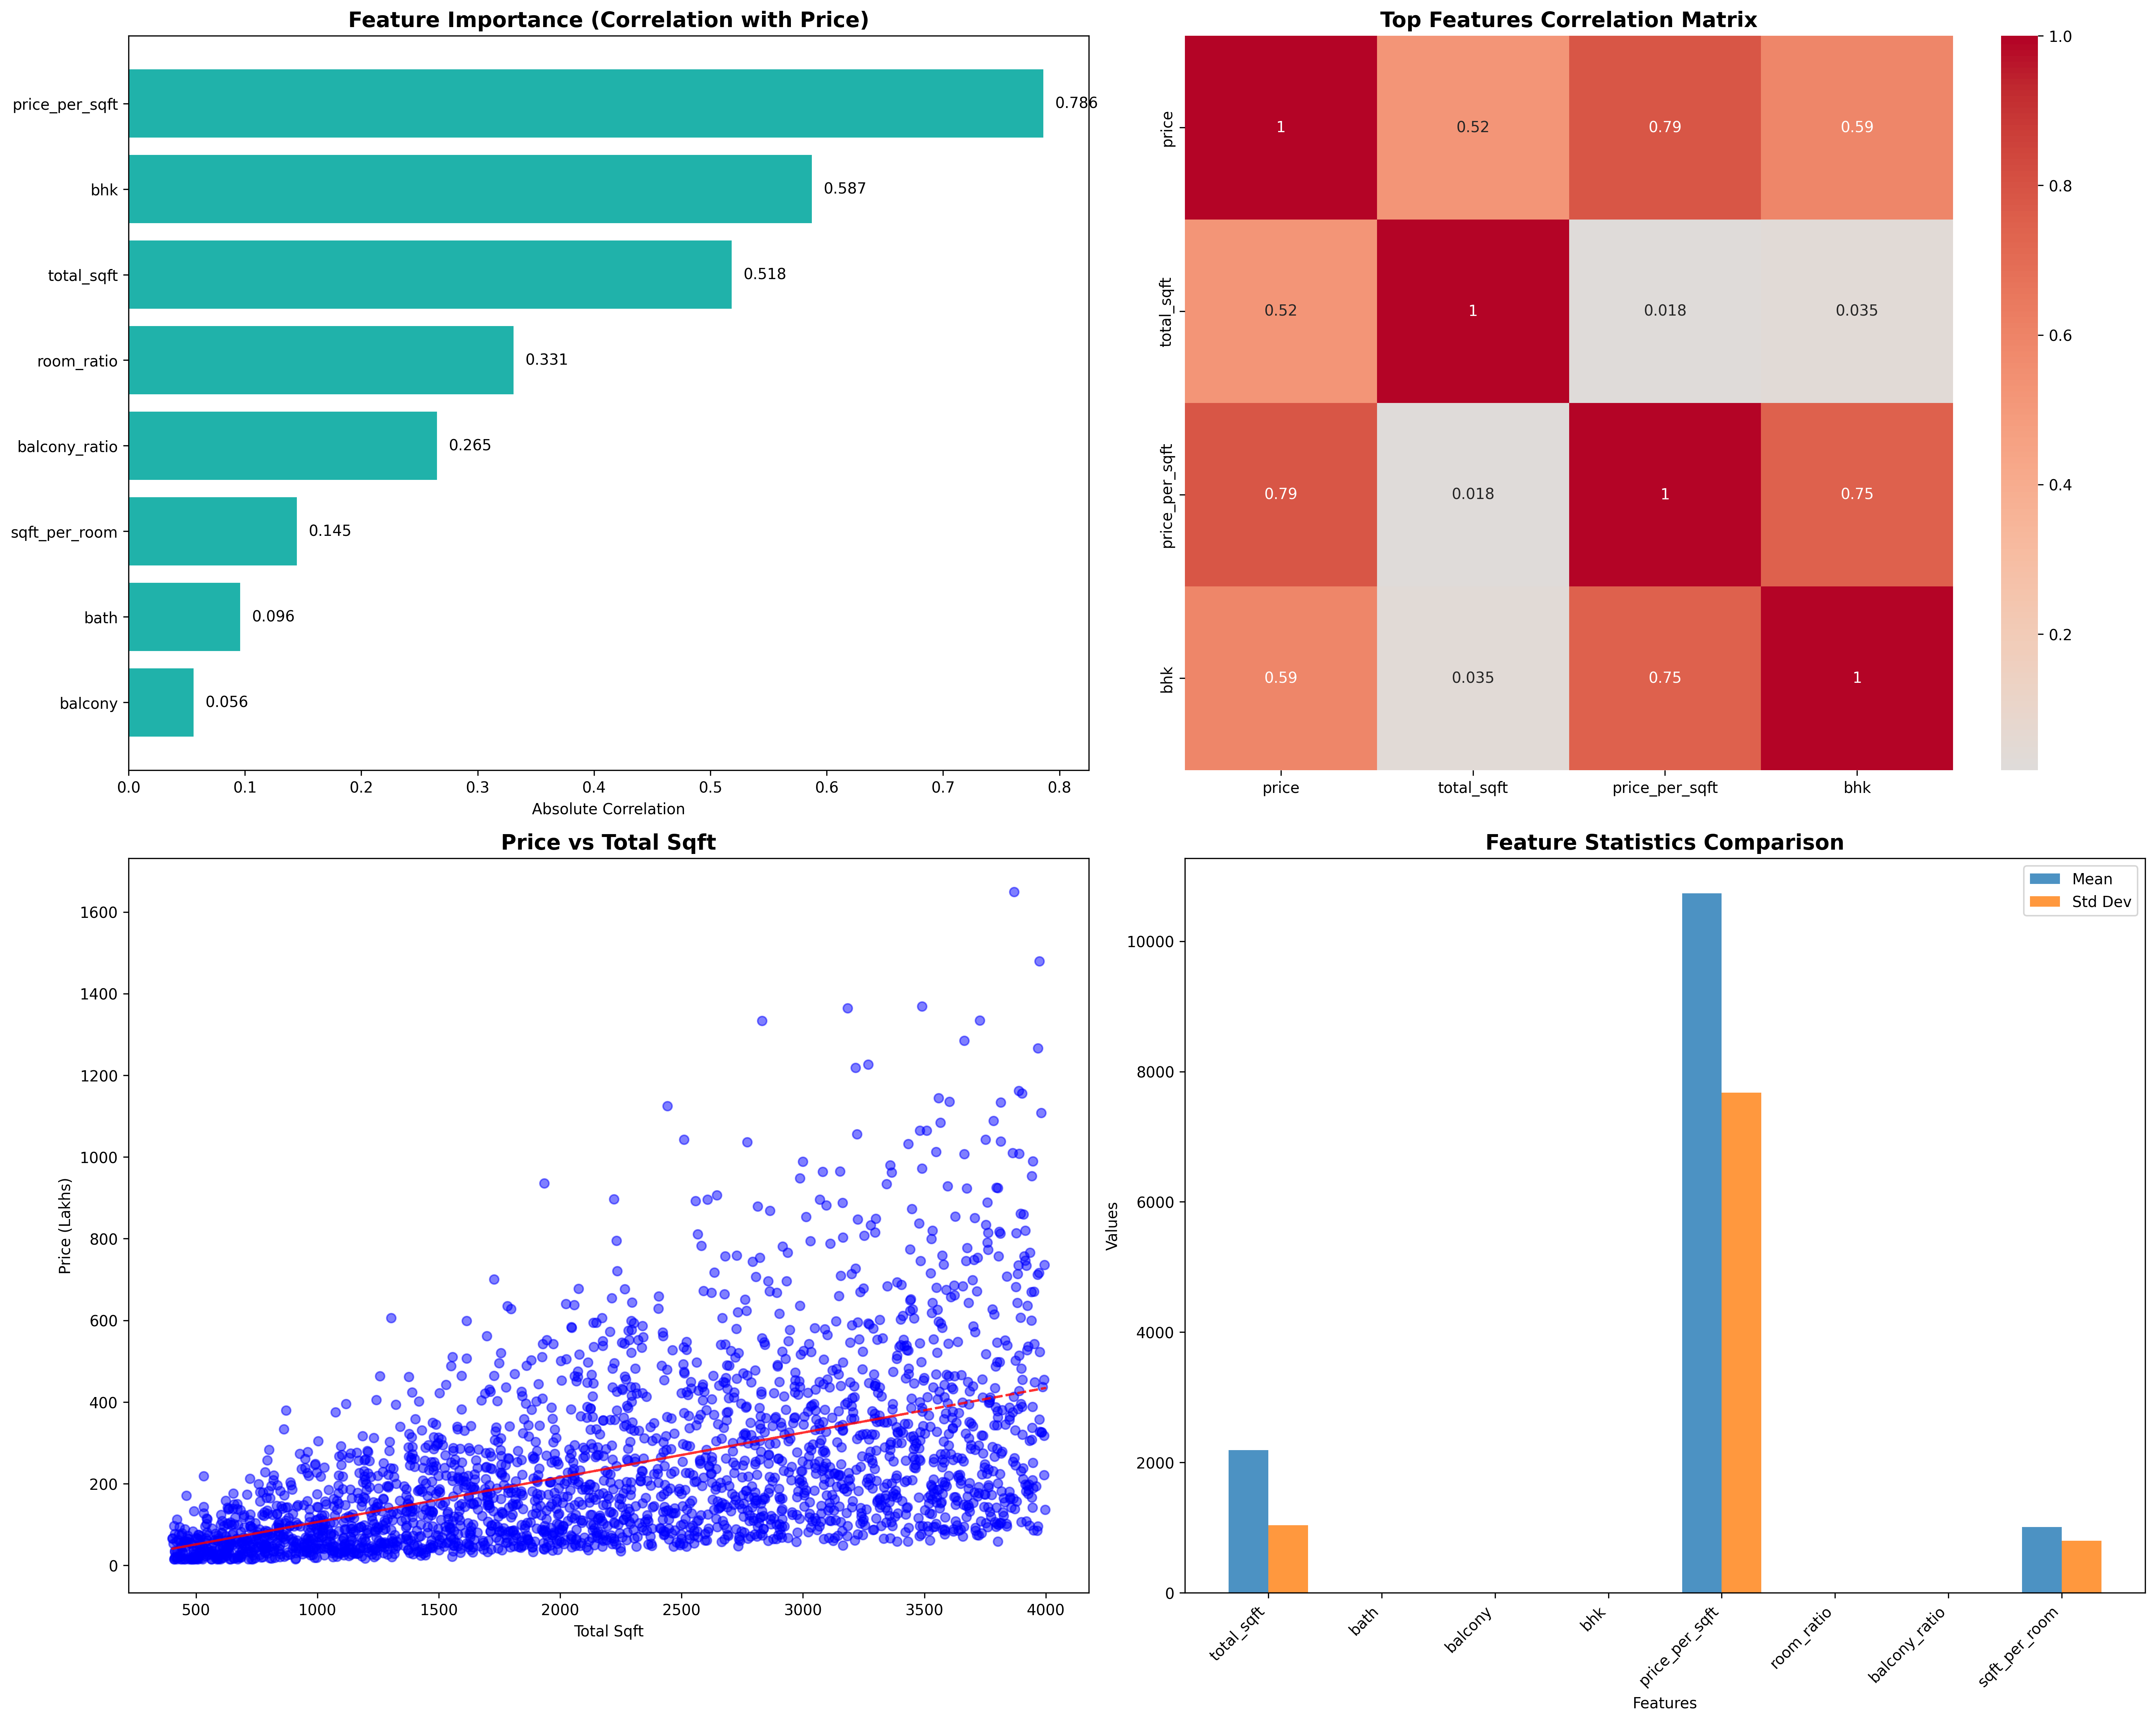 Feature Importance (Correlation with Price)
price_per_sqft
0.786
bhk
0.587
total_sqft
0.518
room_ratio
0.331
balcony_ratio
0.265
sqft_per_room
0.145
bath
0.096
balcony
0.056
0.0 0.1 0.2 0.3 0.4 0.5 0.6 0.7 0.8
Absolute Correlation
Top Features Correlation Matrix
price
1 0.52 0.79 0.59
total_sqft
0.52 1 0.018 0.035
price_per_sqft
0.79 0.018 1 0.75
bhk
0.59 0.035 0.75 1
price total_sqft price_per_sqft bhk
1.0
0.8
0.6
0.4
0.2
Price vs Total Sqft
Price (Lakhs)
1600
1400
1200
1000
800
600
400
200
0
500 1000 1500 2000 2500 3000 3500 4000
Total Sqft
Feature Statistics Comparison
Mean
Std Dev
Values
10000
8000
6000
4000
2000
0
total_sqft bath balcony bhk price_per_sqft room_ratio balcony_ratio sqft_per_room
Features